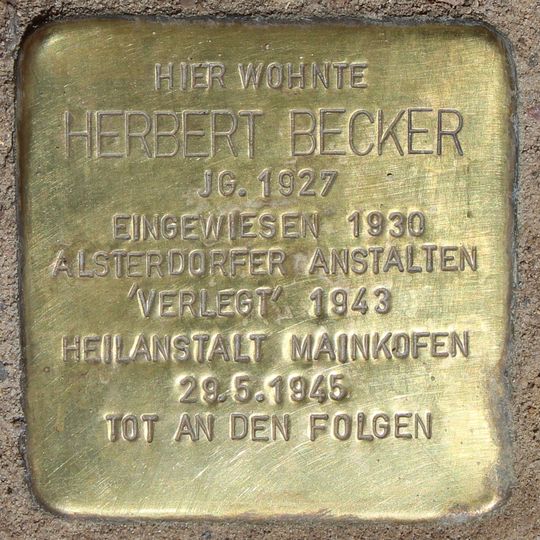 HIER WOHNTE
HERBERT BECKER
JG. 1927
EINGEWIESEN 1930
ALSTERDORFER ANSTALTEN
'VERLEGT' 1943
HEILANSTALT MAINKOFEN
29.5.1945
TOT AN DEN FOLGEN